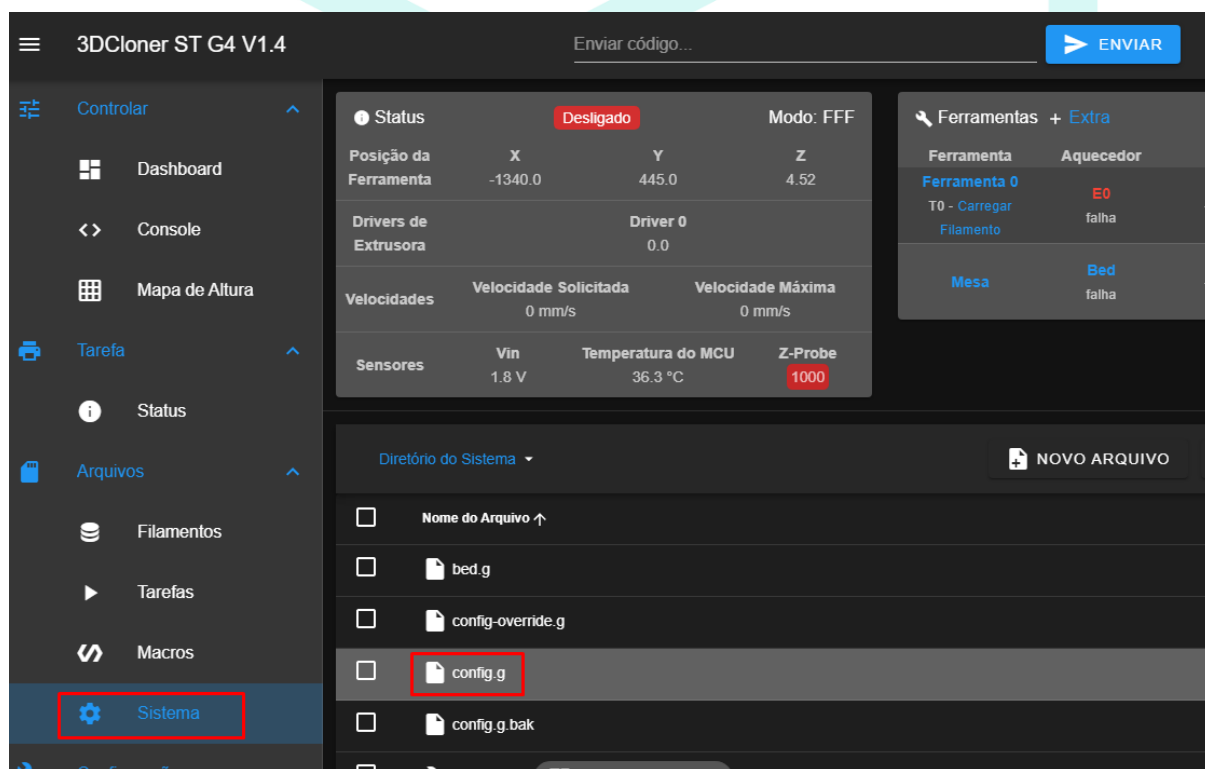 3DCloner ST G4 V1.4
Enviar código...
ENVIAR
Controlar
Dashboard
Console
Mapa de Altura
Tarefa
Status
Arquivos
Filamentos
Tarefas
Macros
Sistema
Status Desligado Modo: FFF
Posição da Ferramenta X Y Z
-1340.0 445.0 4.52
Drivers de Extrusora Driver 0
0.0
Velocidades Velocidade Solicitada Velocidade Máxima
0 mm/s 0 mm/s
Sensores Vin Temperatura do MCU Z-Probe
1.8 V 36.3 °C 1000
Ferramentas + Extra
Ferramenta Aquecedor
Ferramenta 0 E0
T0 - Carregar Filamento falha
Mesa Bed
falha
Diretório do Sistema
NOVO ARQUIVO
Nome do Arquivo
bed.g
config-override.g
config.g
config.g.bak